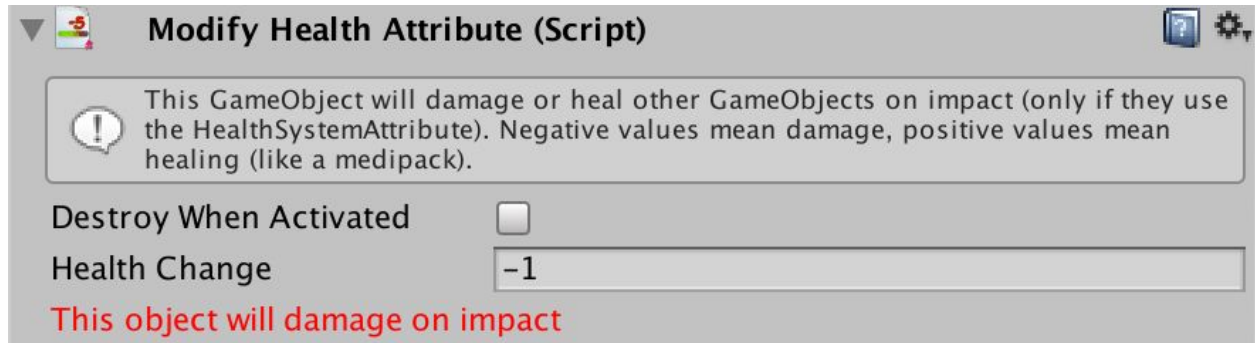 -5
Modify Health Attribute (Script)
?
This GameObject will damage or heal other GameObjects on impact (only if they use
the HealthSystemAttribute). Negative values mean damage, positive values mean
healing (like a medipack).
Destroy When Activated
Health Change
-1
This object will damage on impact